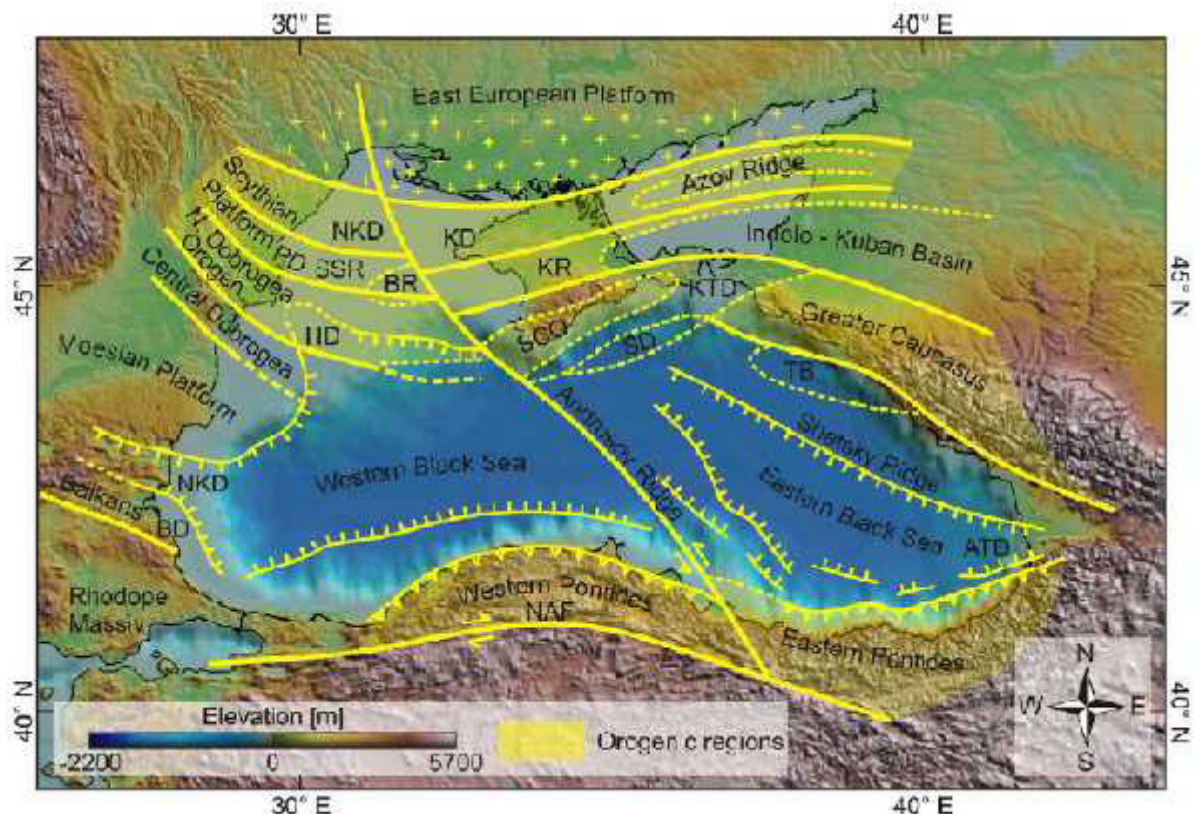 30° E
40° E
East European Platform
Scythian
Platform
Azov Ridge
NKD
KD
PD
KR
BR
Indolo - Kuban Basin
N. Dobrogea
Orogen
45° N
45° N
KTD
Central Dobrogea
Greater Caucasus
SD
Moesian Platform
TB
Andrusov Ridge
Shatsky Ridge
Western Black Sea
NKD
Eastern Black Sea
Balkans
BD
ATD
Western Pontides
Rhodope
Massiv
NAF
Eastern Pontides
N
W
E
S
40° N
40° N
Elevation [m]
-2200
0
5700
Orogenic regions
30° E
40° E